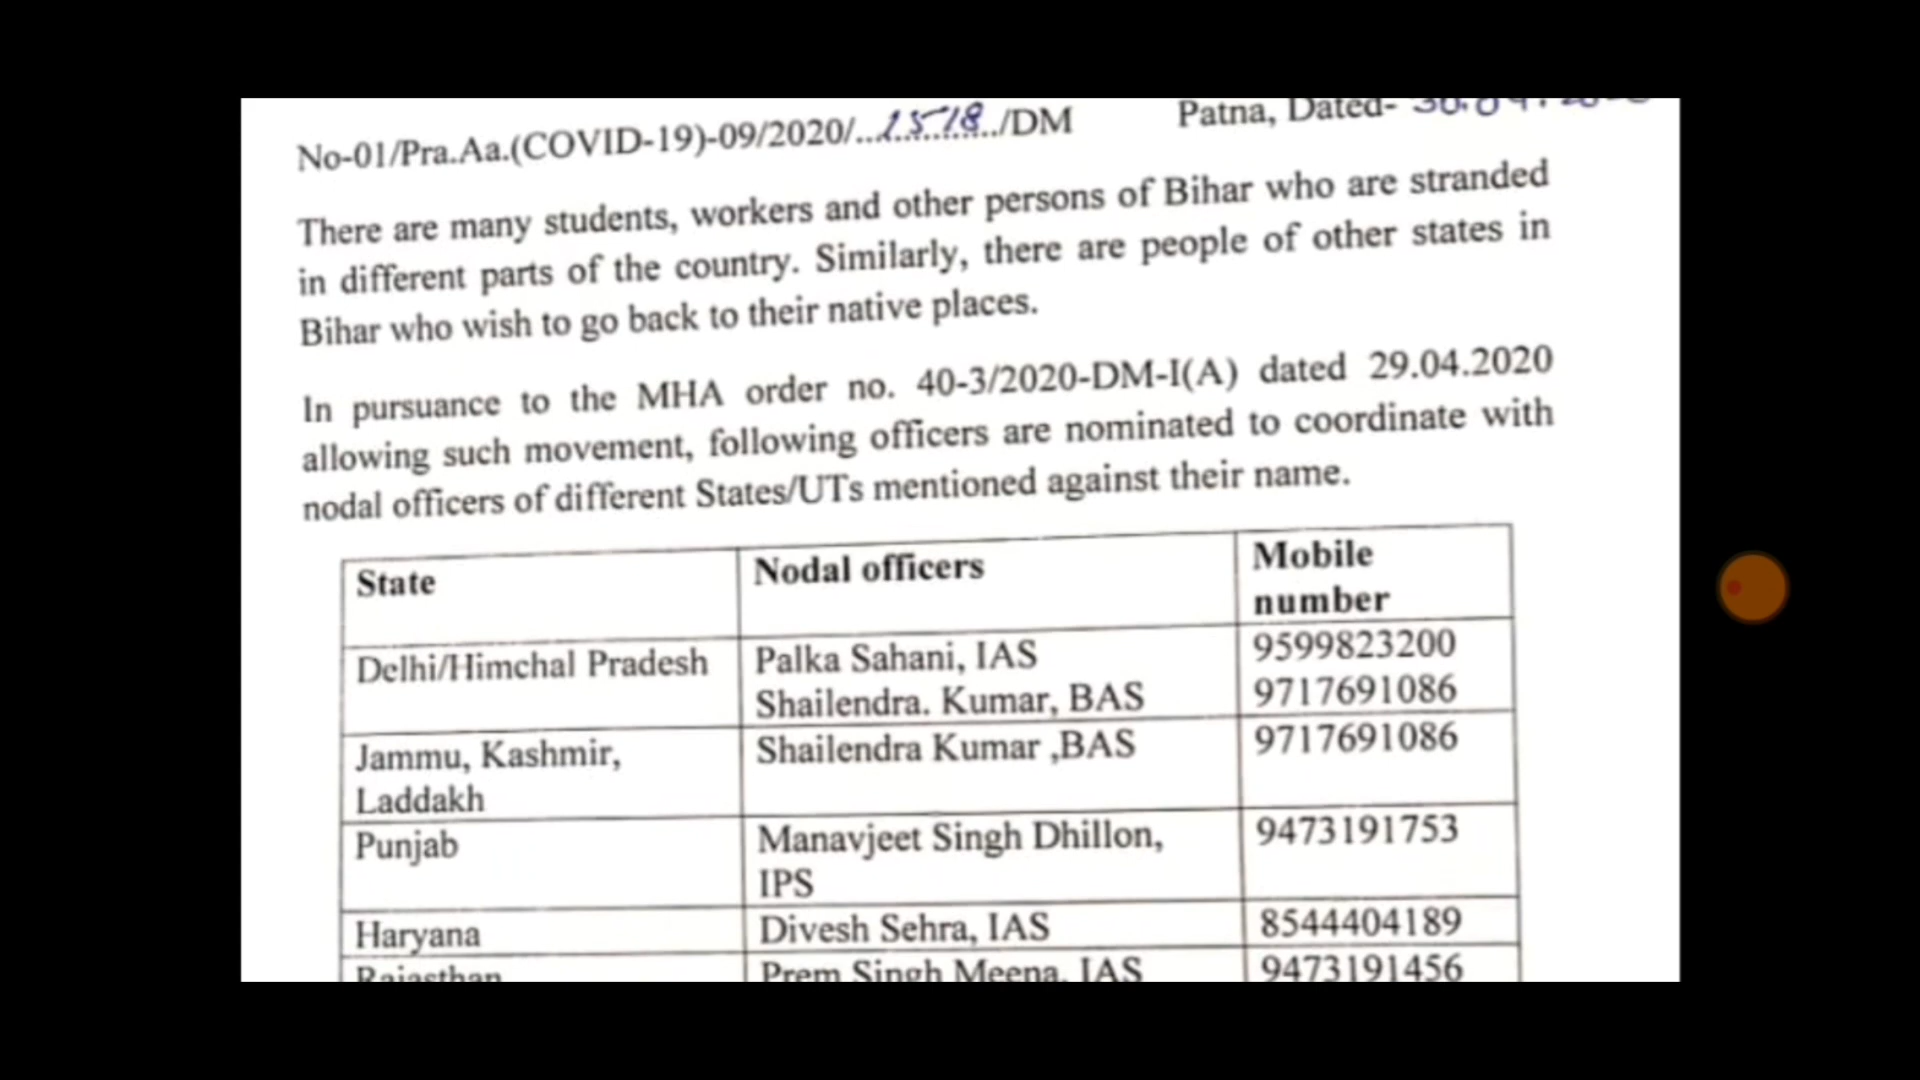 No-01/Pra.Aa.(COVID-19)-09/2020/...1518.../DM
Patna, Dated-
There are many students, workers and other persons of Bihar who are stranded
in different parts of the country. Similarly, there are people of other states in
Bihar who wish to go back to their native places.
In pursuance to the MHA order no. 40-3/2020-DM-I(A) dated 29.04.2020
allowing such movement, following officers are nominated to coordinate with
nodal officers of different States/UTs mentioned against their name.
State
Nodal officers
Mobile
number
Delhi/Himchal Pradesh
Palka Sahani, IAS
9599823200
Shailendra. Kumar, BAS
9717691086
Jammu, Kashmir,
Laddakh
Shailendra Kumar ,BAS
9717691086
Punjab
Manavjeet Singh Dhillon,
IPS
9473191753
Haryana
Divesh Sehra, IAS
8544404189
Rajasthan
Prem Singh Meena, IAS
9473191456